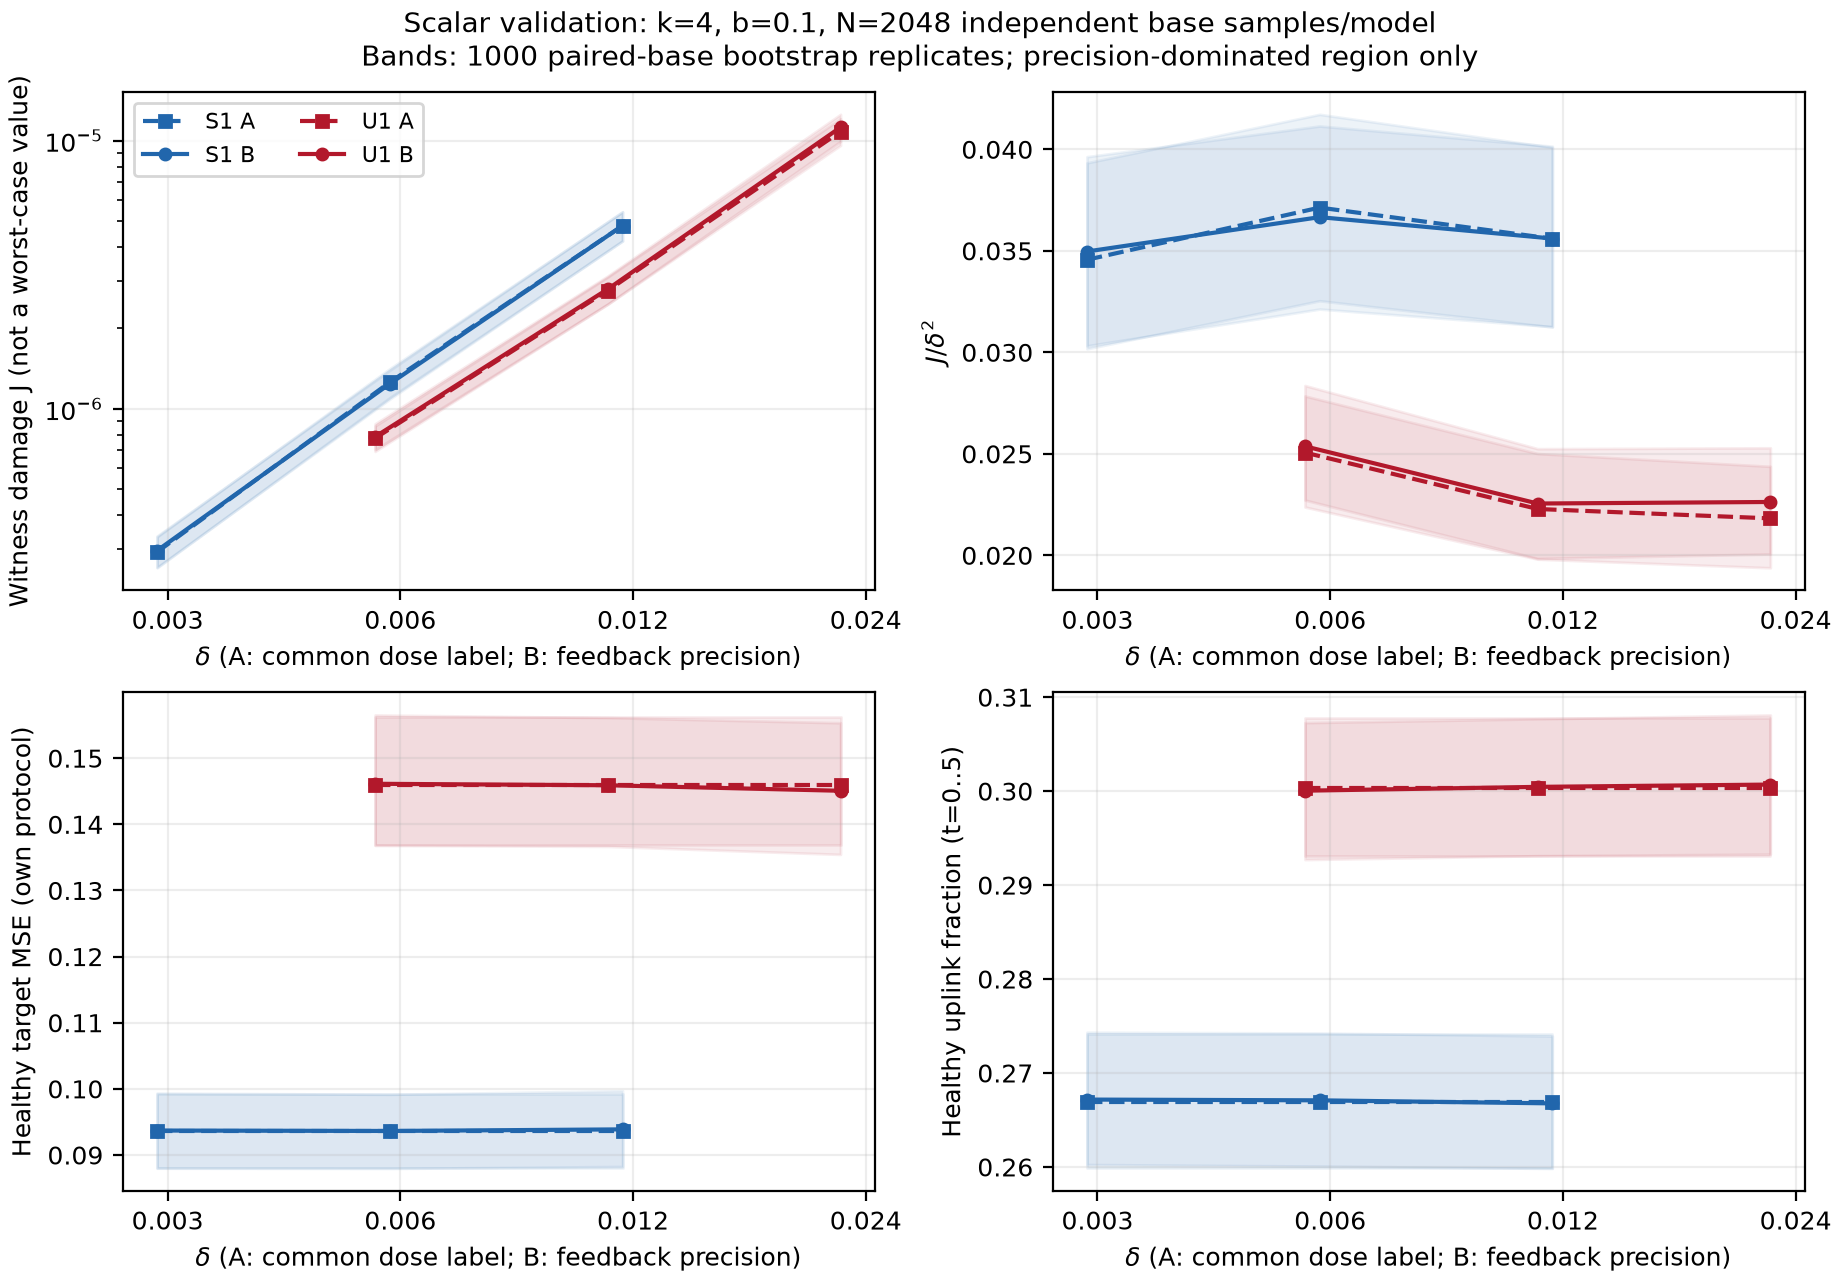 Scalar validation: k=4, b=0.1, N=2048 independent base samples/model
Bands: 1000 paired-base bootstrap replicates; precision-dominated region only
Witness damage J (not a worst-case value)
10⁻⁵
10⁻⁶
S1 A
S1 B
U1 A
U1 B
0.003
0.006
0.012
0.024
δ (A: common dose label; B: feedback precision)
J/δ²
0.040
0.035
0.030
0.025
0.020
0.003
0.006
0.012
0.024
δ (A: common dose label; B: feedback precision)
Healthy target MSE (own protocol)
0.15
0.14
0.13
0.12
0.11
0.10
0.09
0.003
0.006
0.012
0.024
δ (A: common dose label; B: feedback precision)
Healthy uplink fraction (t=0..5)
0.31
0.30
0.29
0.28
0.27
0.26
0.003
0.006
0.012
0.024
δ (A: common dose label; B: feedback precision)